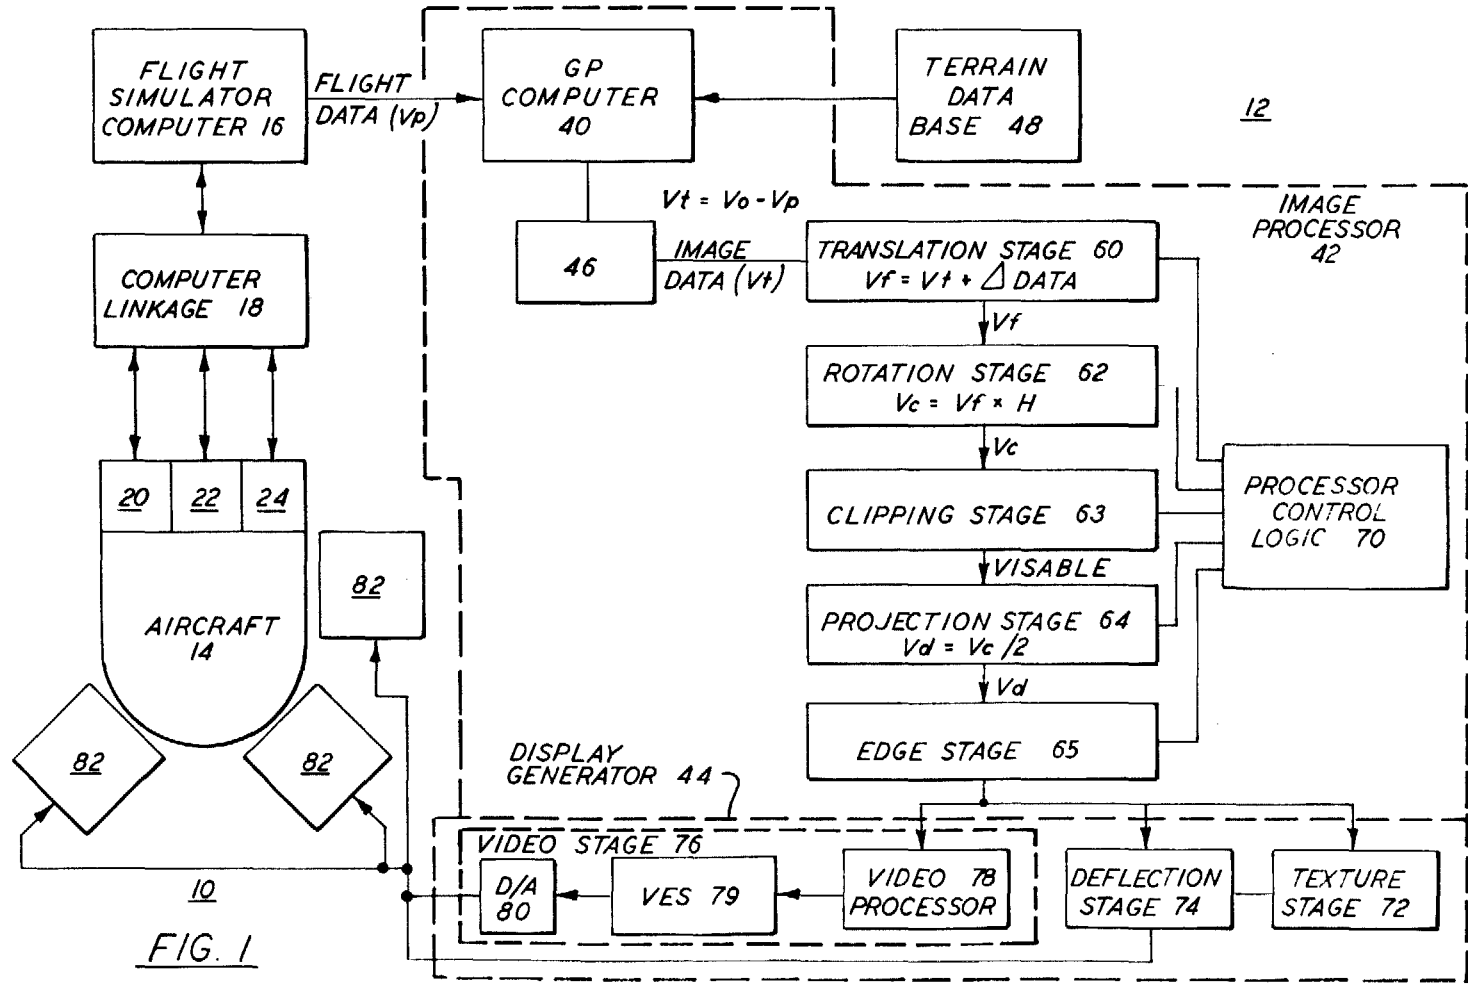 FLIGHT
SIMULATOR
COMPUTER 16
FLIGHT
DATA (Vp)
GP
COMPUTER
40
TERRAIN
DATA
BASE 48
12
COMPUTER
LINKAGE 18
Vt = Vo - Vp
46
IMAGE
DATA (Vt)
TRANSLATION STAGE 60
Vf = Vt + Δ DATA
IMAGE
PROCESSOR
42
Vf
ROTATION STAGE 62
Vc = Vf × H
Vc
CLIPPING STAGE 63
VISABLE
PROJECTION STAGE 64
Vd = Vc /2
Vd
EDGE STAGE 65
PROCESSOR
CONTROL
LOGIC 70
20
22
24
AIRCRAFT
14
82
82
82
DISPLAY
GENERATOR 44
VIDEO STAGE 76
D/A
80
VES 79
VIDEO 78
PROCESSOR
DEFLECTION
STAGE 74
TEXTURE
STAGE 72
10
FIG. 1